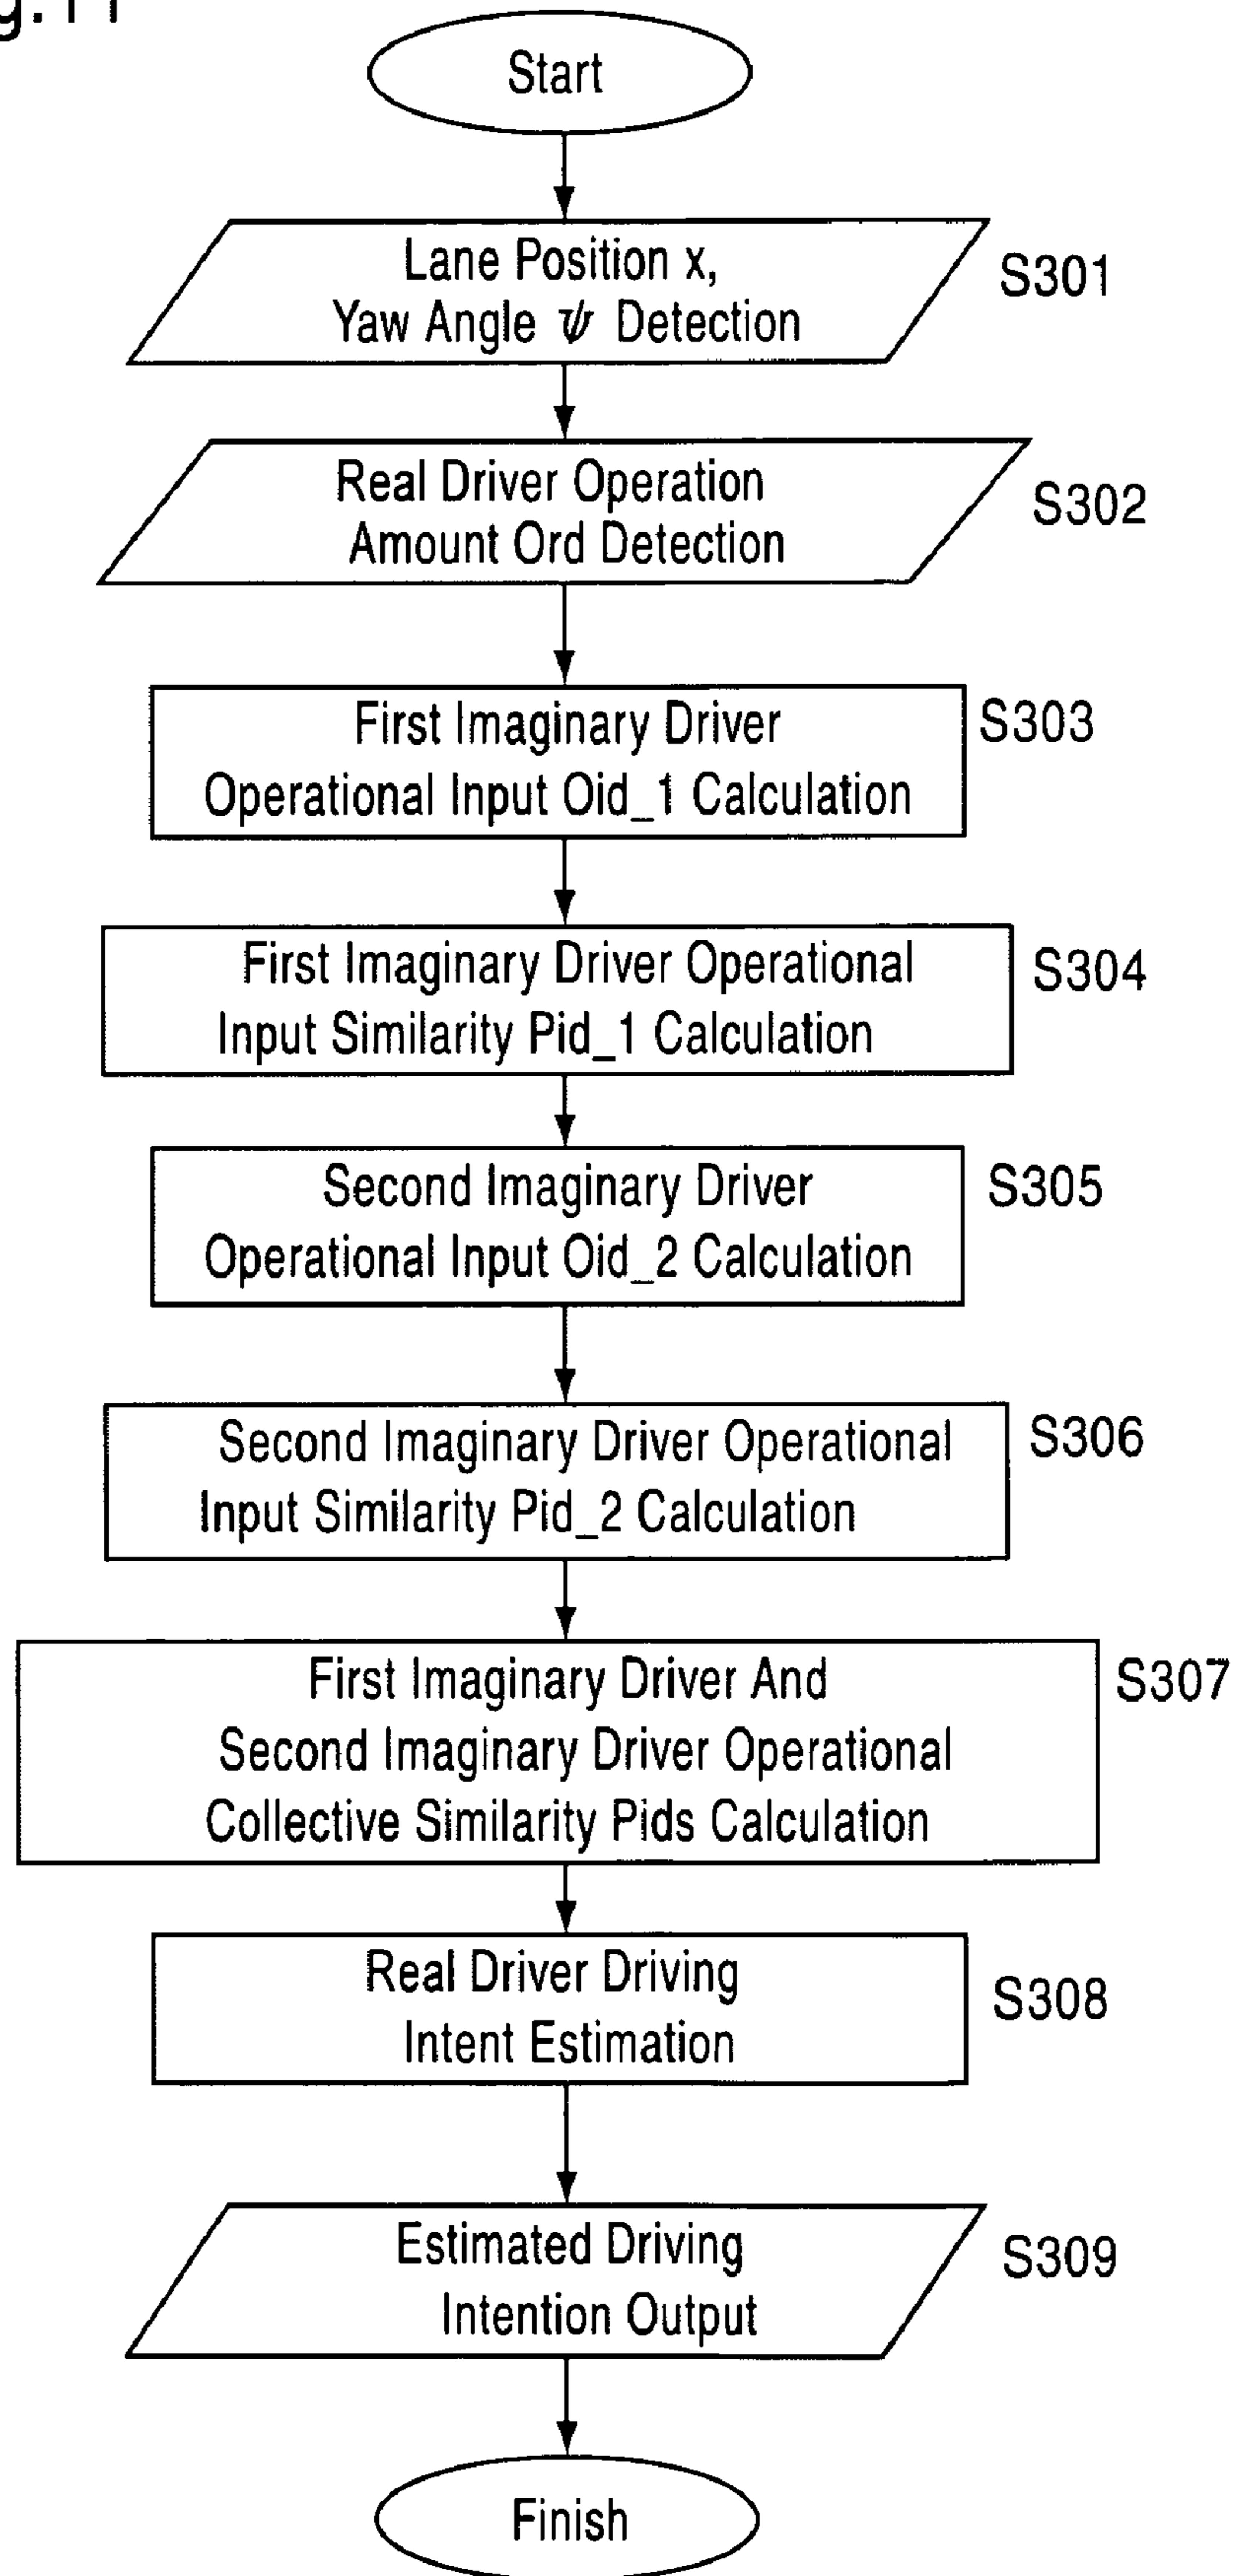 Start
Lane Position x,
Yaw Angle ψ Detection
S301
Real Driver Operation
Amount Ord Detection
S302
First Imaginary Driver
Operational Input Oid_1 Calculation
S303
First Imaginary Driver Operational
Input Similarity Pid_1 Calculation
S304
Second Imaginary Driver
Operational Input Oid_2 Calculation
S305
Second Imaginary Driver Operational
Input Similarity Pid_2 Calculation
S306
First Imaginary Driver And
Second Imaginary Driver Operational
Collective Similarity Pids Calculation
S307
Real Driver Driving
Intent Estimation
S308
Estimated Driving
Intention Output
S309
Finish